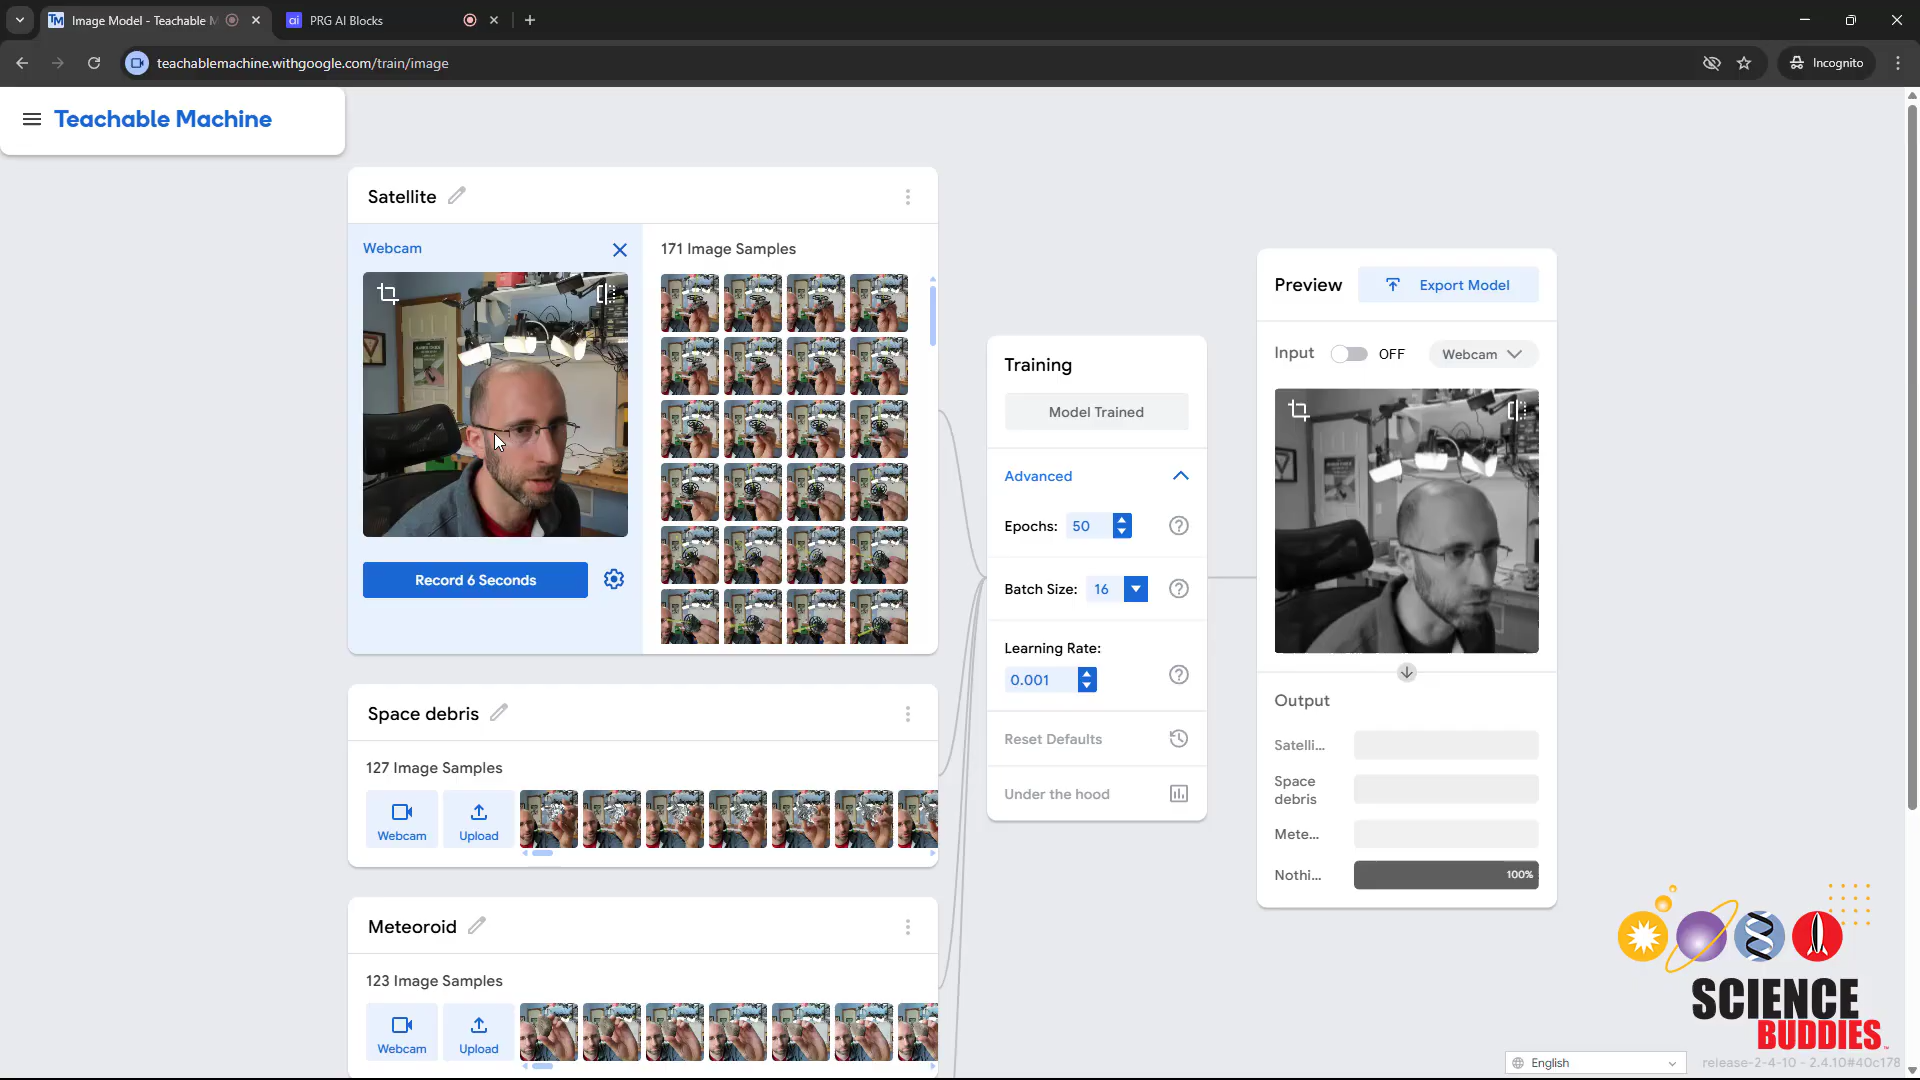 Image Model - Teachable M
PRG AI Blocks
teachablemachine.withgoogle.com/train/image
Incognito
Teachable Machine
Satellite
Webcam
171 Image Samples
Record 6 Seconds
Space debris
127 Image Samples
Webcam
Upload
Meteoroid
123 Image Samples
Webcam
Upload
Training
Model Trained
Advanced
Epochs: 50
Batch Size: 16
Learning Rate:
0.001
Reset Defaults
Under the hood
Preview
Export Model
Input OFF Webcam
Output
Satelli...
Space
debris
Mete...
Nothi... 100%
SCIENCE
BUDDIES
English
release-2-4-10 - 2.4.10#40c178